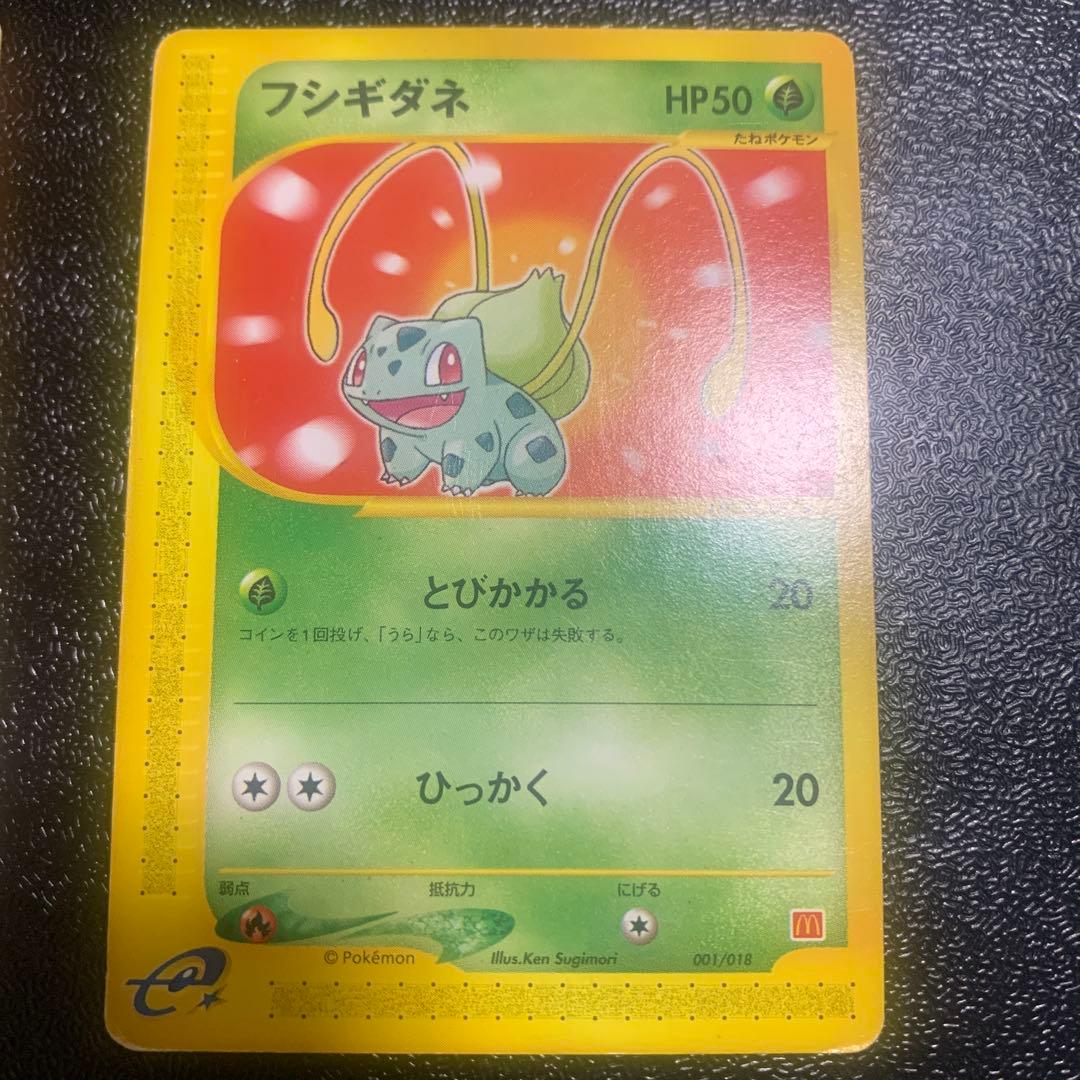 フシギダネ HP50
たねポケモン
とびかかる 20
コインを1回投げ、「うら」なら、このワザは失敗する。
ひっかく 20
弱点 抵抗力 にげる
© Pokémon Illus.Ken Sugimori 001/018